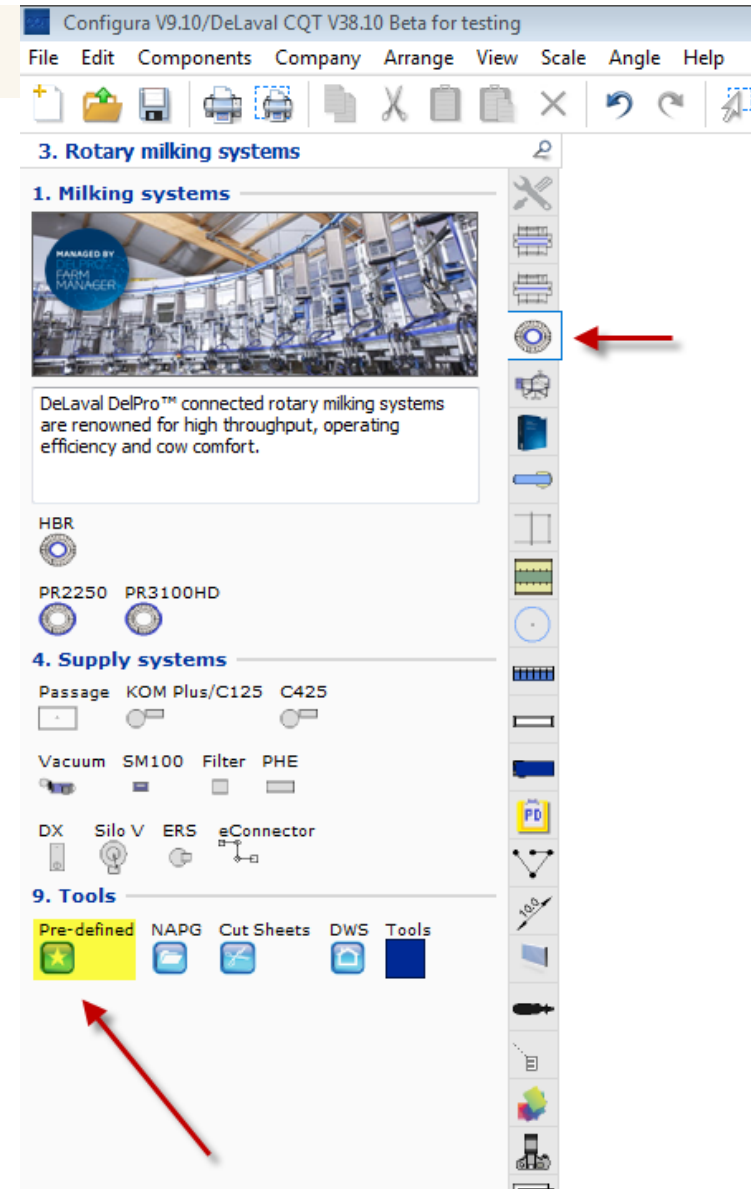 Configura V9.10/DeLaval CQT V38.10 Beta for testing
File Edit Components Company Arrange View Scale Angle Help
3. Rotary milking systems
1. Milking systems
MANAGED BY
DELPRO™
FARM
MANAGER
DeLaval DelPro™ connected rotary milking systems
are renowned for high throughput, operating
efficiency and cow comfort.
HBR
PR2250 PR3100HD
4. Supply systems
Passage KOM Plus/C125 C425
Vacuum SM100 Filter PHE
DX Silo V ERS eConnector
PD
9. Tools
10.0
Pre-defined NAPG Cut Sheets DWS Tools